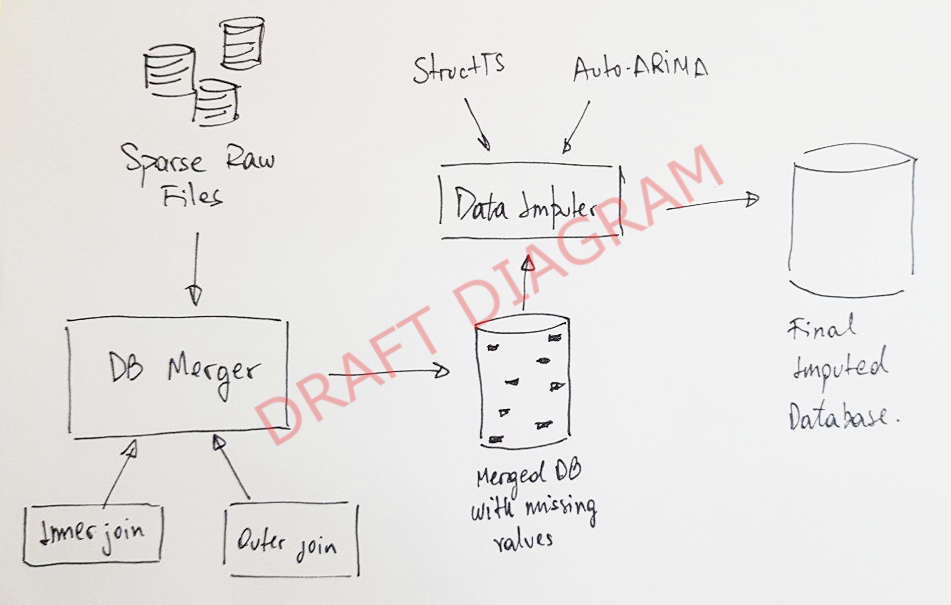 StructTS
Auto-ARIMA
Sparse Raw
Files
Data Imputer
DB Merger
DRAFT DIAGRAM
Final
Imputed
Database.
Merged DB
with missing
values
Inner join
Outer join